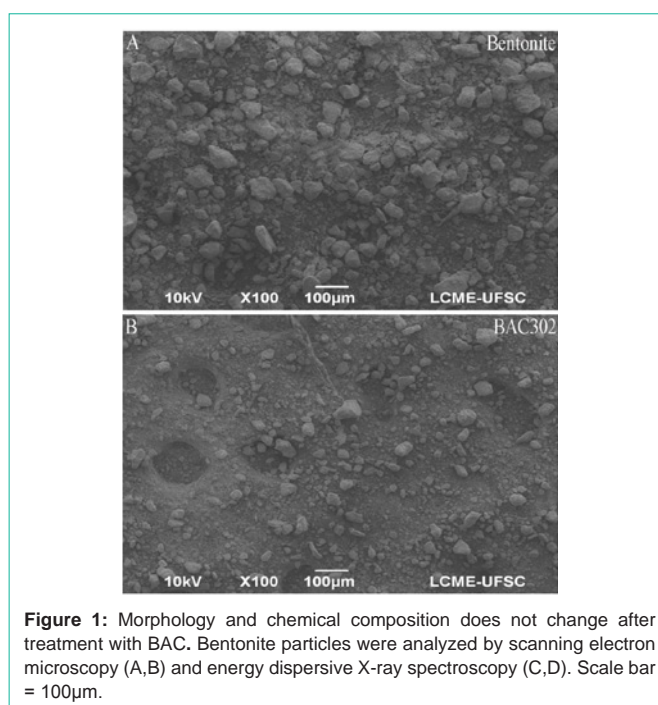 A Bentonite
10kV X100 100µm LCME-UFSC
B BAC302
10kV X100 100µm LCME-UFSC
Figure 1: Morphology and chemical composition does not change after
treatment with BAC. Bentonite particles were analyzed by scanning electron
microscopy (A,B) and energy dispersive X-ray spectroscopy (C,D). Scale bar
= 100µm.